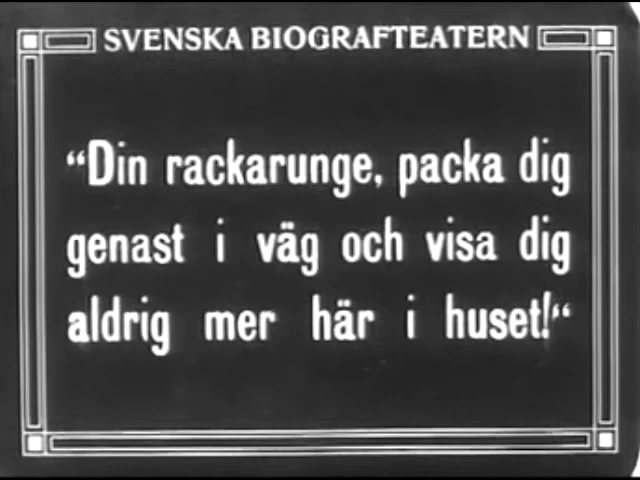 SVENSKA BIOGRAFTEATERN
“Din rackarunge, packa dig
genast i väg och visa dig
aldrig mer här i huset!“